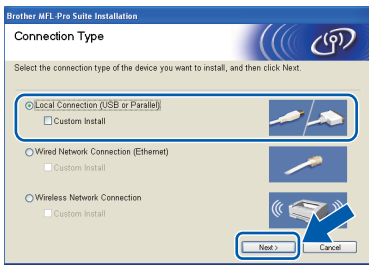 Brother MFL-Pro Suite Installation
Connection Type
Select the connection type of the device you want to install, and then click Next.
Local Connection (USB or Parallel)
Custom Install
Wired Network Connection (Ethernet)
Custom Install
Wireless Network Connection
Custom Install
Next >
Cancel